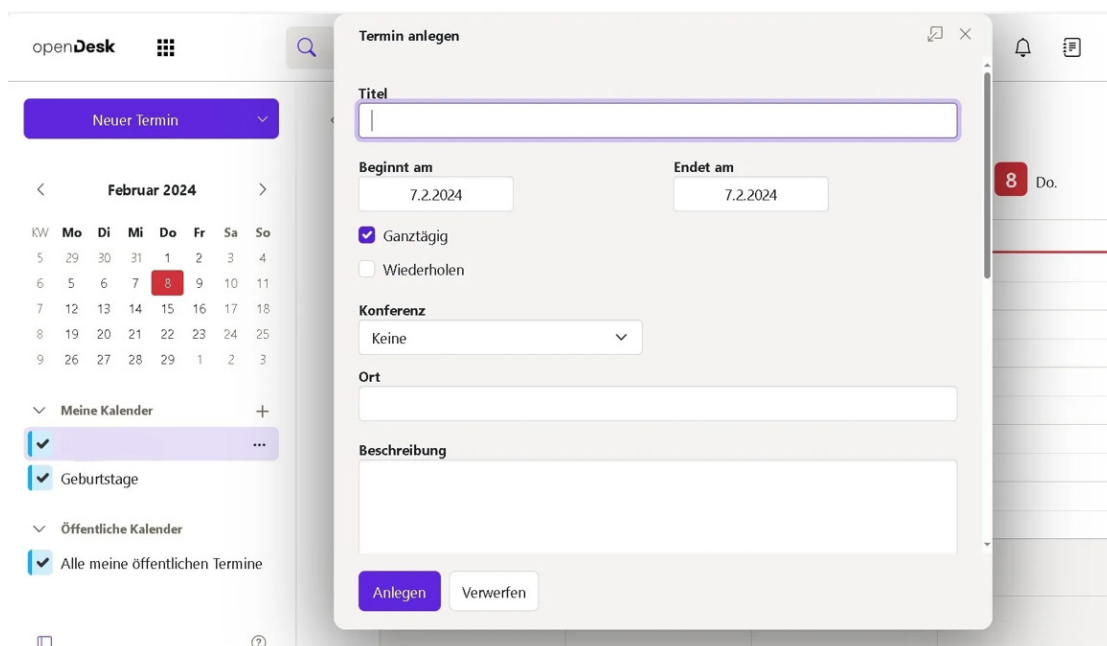 openDesk
Neuer Termin
Februar 2024
KW Mo Di Mi Do Fr Sa So
5 29 30 31 1 2 3 4
6 5 6 7 8 9 10 11
7 12 13 14 15 16 17 18
8 19 20 21 22 23 24 25
9 26 27 28 29 1 2 3
Meine Kalender
Geburtstage
Öffentliche Kalender
Alle meine öffentlichen Termine
Termin anlegen
Titel
Beginnt am Endet am
7.2.2024 7.2.2024
Ganztägig
Wiederholen
Konferenz
Keine
Ort
Beschreibung
Anlegen Verwerfen
8 Do.